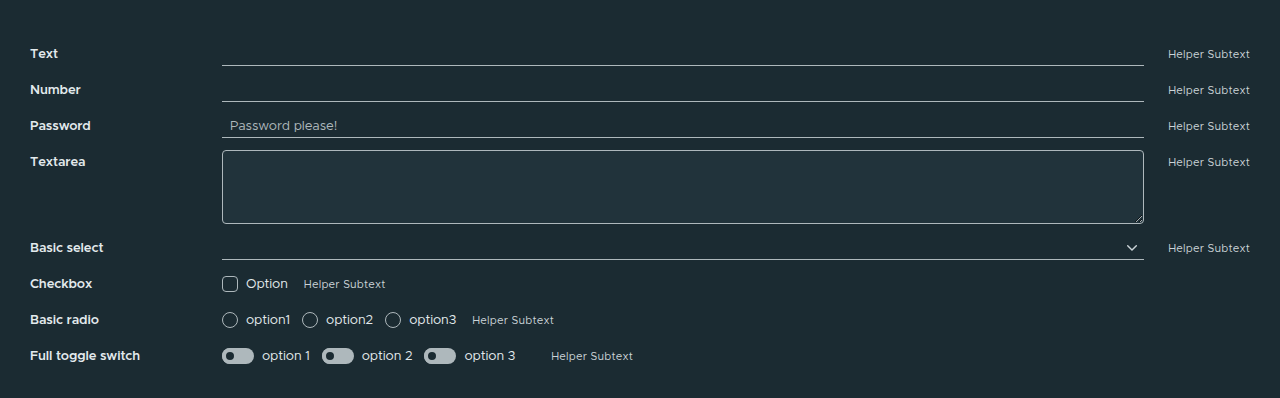 Text Helper Subtext
Number Helper Subtext
Password Password please! Helper Subtext
Textarea Helper Subtext
Basic select Helper Subtext
Checkbox Option Helper Subtext
Basic radio option1 option2 option3 Helper Subtext
Full toggle switch option 1 option 2 option 3 Helper Subtext